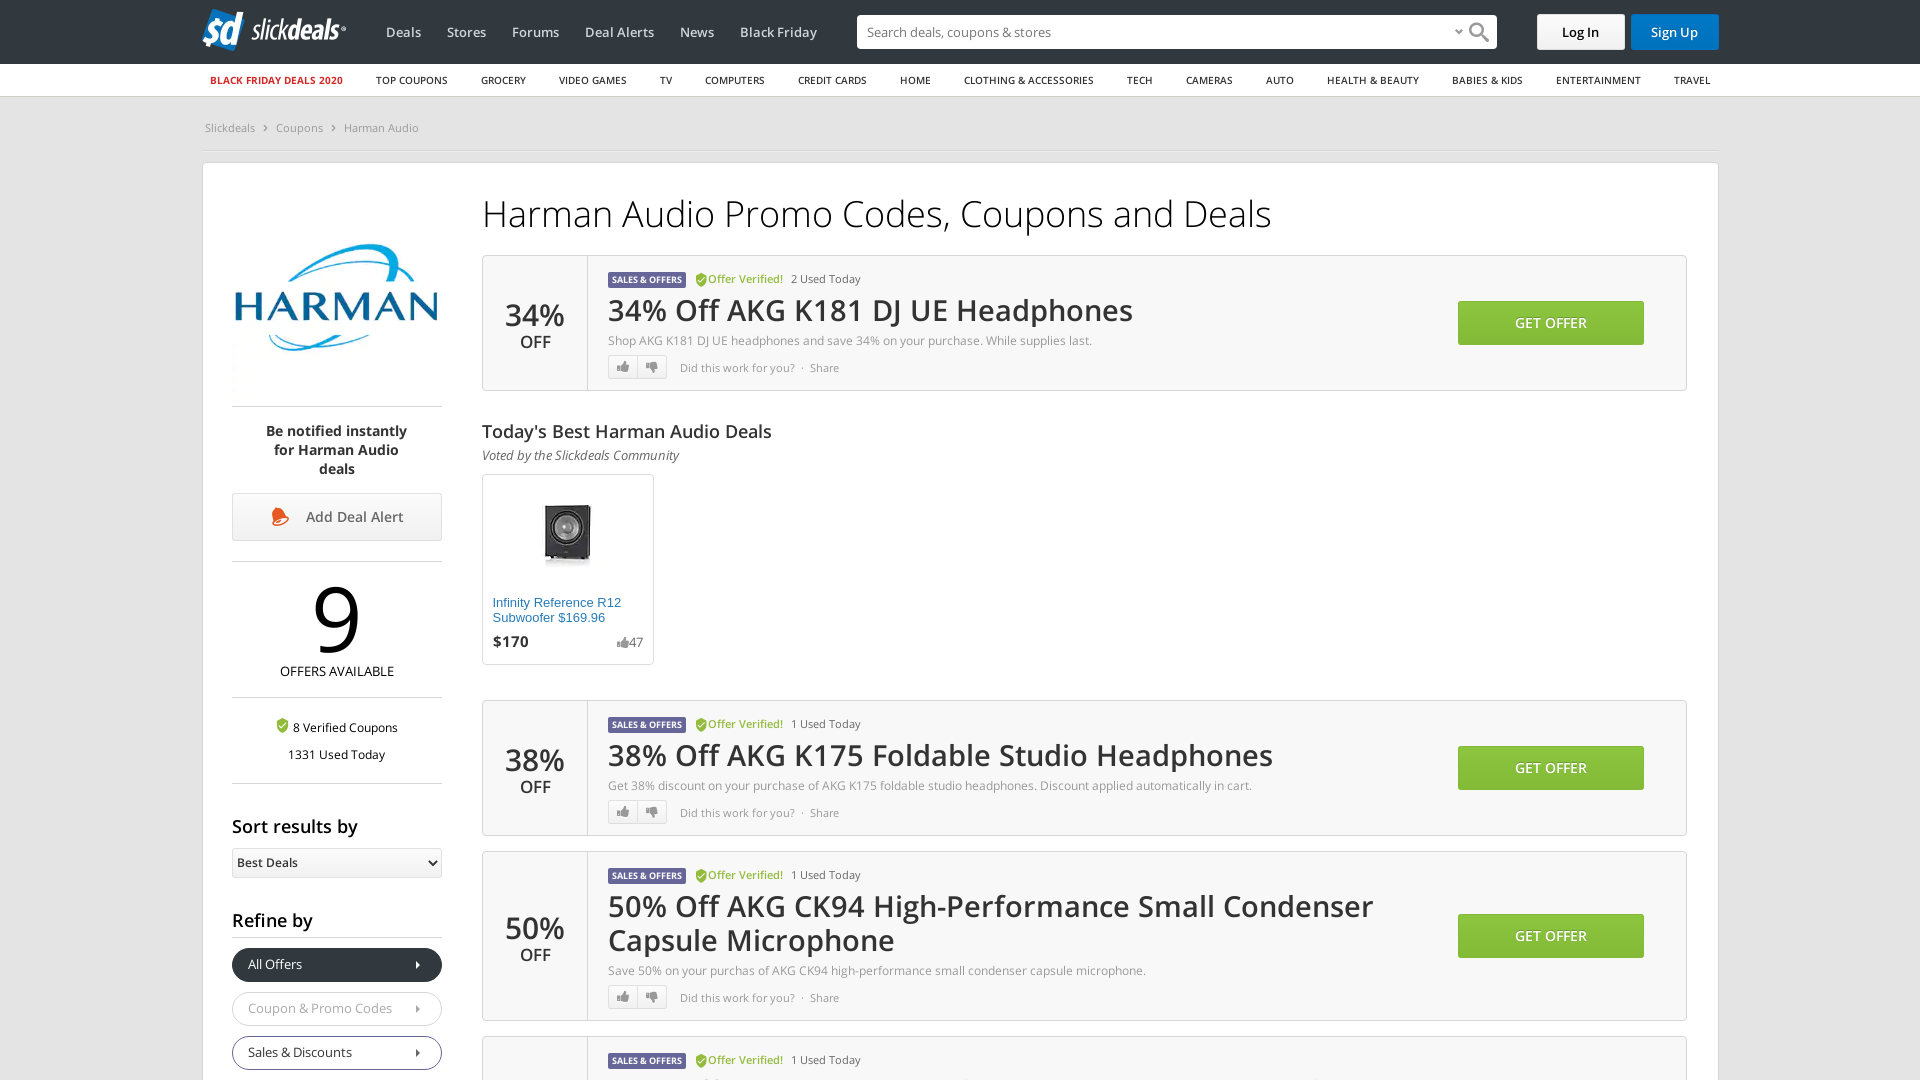 sd slickdeals
Deals Stores Forums Deal Alerts News Black Friday Search deals, coupons & stores Log In Sign Up
BLACK FRIDAY DEALS 2020 TOP COUPONS GROCERY VIDEO GAMES TV COMPUTERS CREDIT CARDS HOME CLOTHING & ACCESSORIES TECH CAMERAS AUTO HEALTH & BEAUTY BABIES & KIDS ENTERTAINMENT TRAVEL
Slickdeals › Coupons › Harman Audio
HARMAN
Be notified instantly
for Harman Audio
deals
Add Deal Alert
9
OFFERS AVAILABLE
8 Verified Coupons
1331 Used Today
Sort results by
Best Deals
Refine by
All Offers
Coupon & Promo Codes
Sales & Discounts
Harman Audio Promo Codes, Coupons and Deals
34%
OFF
SALES & OFFERS Offer Verified! 2 Used Today
34% Off AKG K181 DJ UE Headphones
Shop AKG K181 DJ UE headphones and save 34% on your purchase. While supplies last.
Did this work for you? · Share
GET OFFER
Today's Best Harman Audio Deals
Voted by the Slickdeals Community
Infinity Reference R12
Subwoofer $169.96
$170 47
38%
OFF
SALES & OFFERS Offer Verified! 1 Used Today
38% Off AKG K175 Foldable Studio Headphones
Get 38% discount on your purchase of AKG K175 foldable studio headphones. Discount applied automatically in cart.
Did this work for you? · Share
GET OFFER
50%
OFF
SALES & OFFERS Offer Verified! 1 Used Today
50% Off AKG CK94 High-Performance Small Condenser
Capsule Microphone
Save 50% on your purchas of AKG CK94 high-performance small condenser capsule microphone.
Did this work for you? · Share
GET OFFER
SALES & OFFERS Offer Verified! 1 Used Today